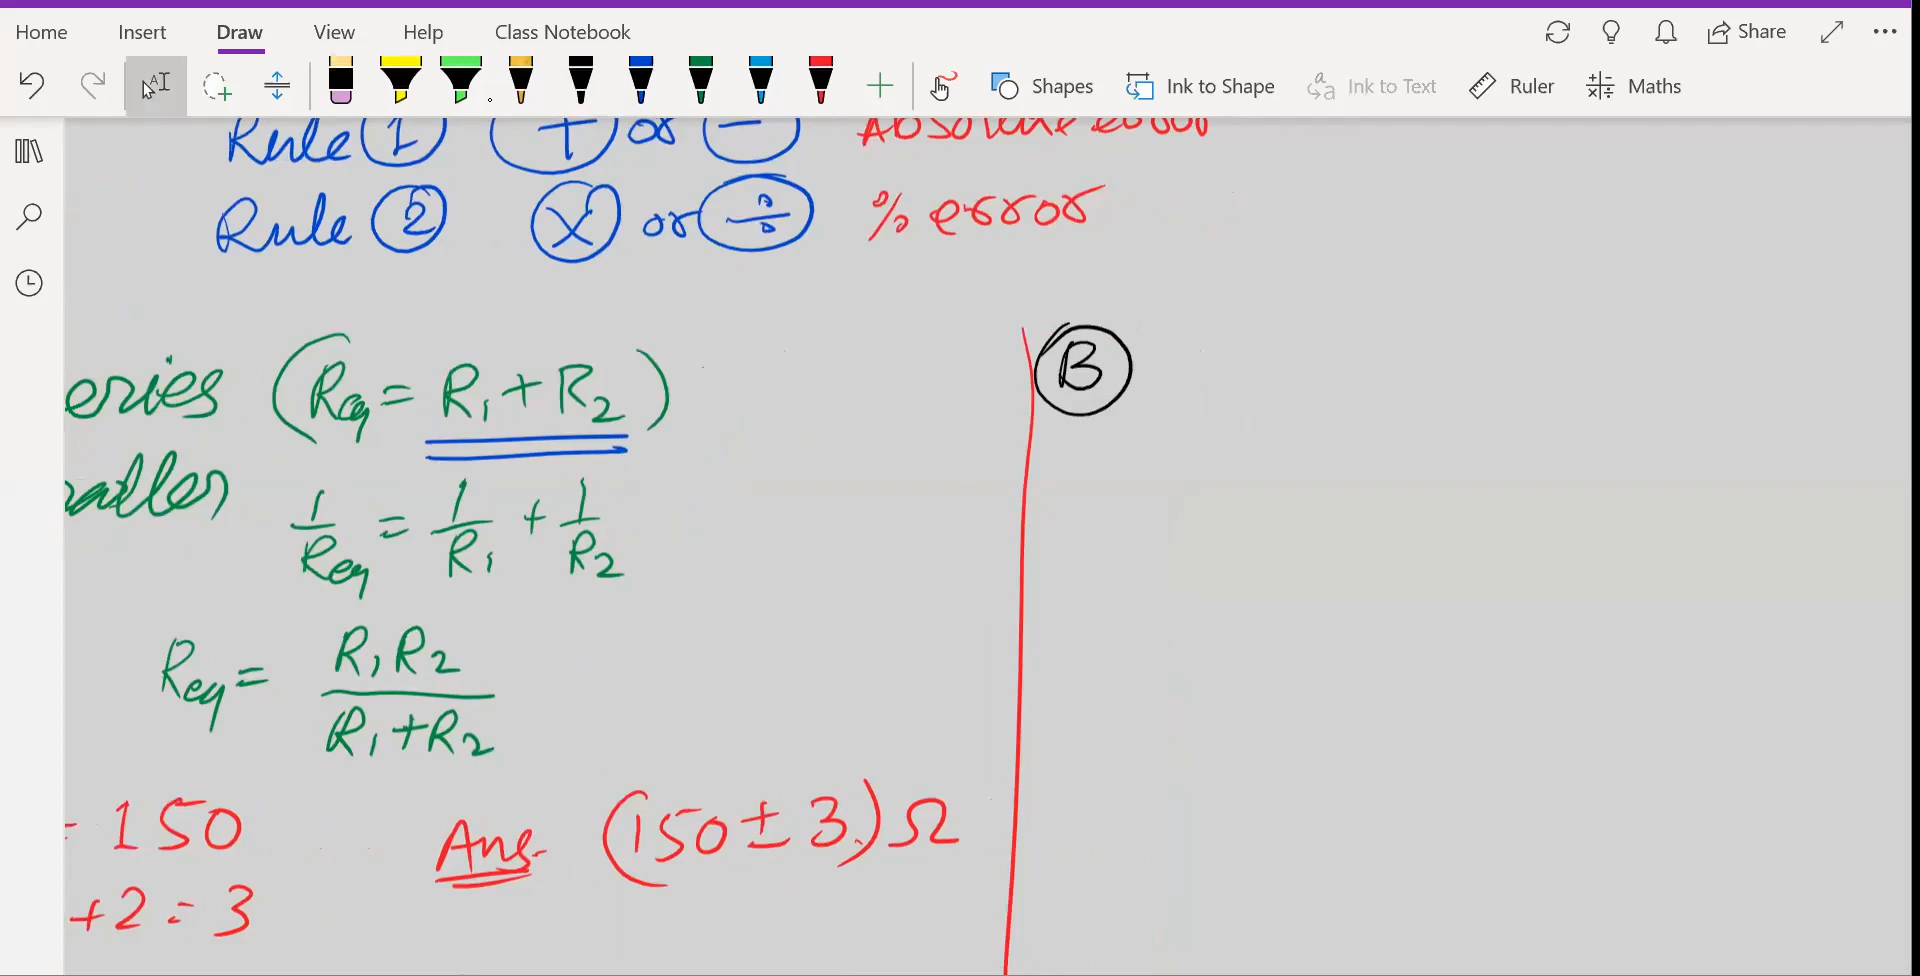 Home Insert Draw View Help Class Notebook Share
Shapes Ink to Shape Ink to Text Ruler Maths
Rule 1 + or - Absolute error
Rule 2 × or ÷ % error
eries (Req = R1 + R2)
1/Req = 1/R1 + 1/R2
Req = R1R2/R1+R2
= 150 Ans. (150 ± 3) Ω
+2 = 3
B